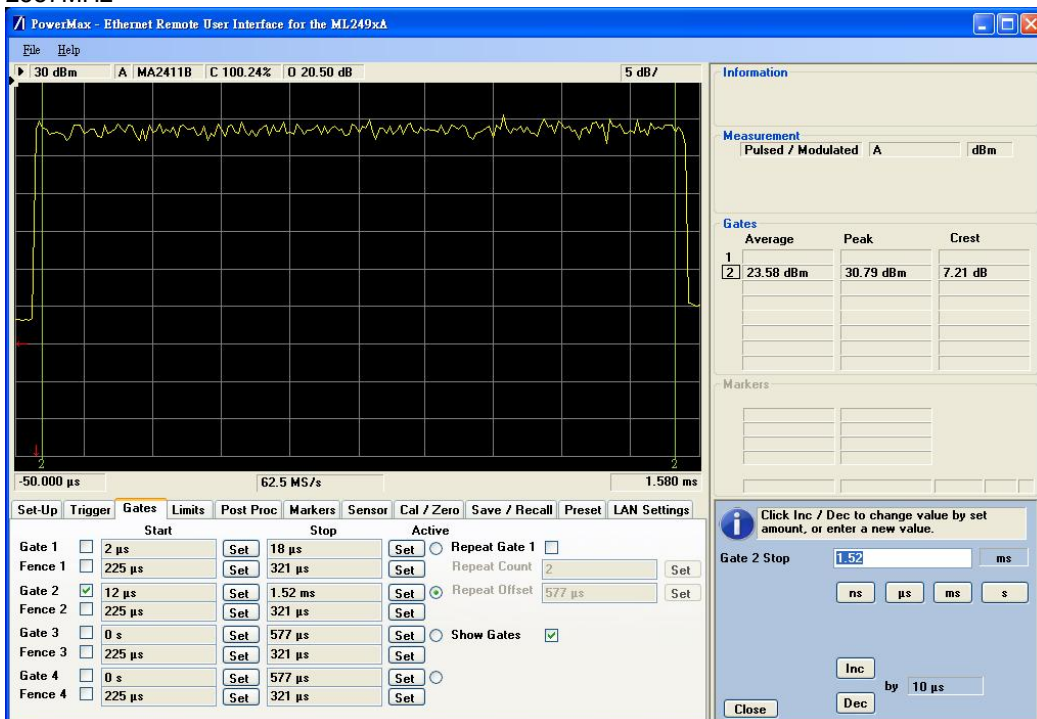 PowerMax - Ethernet Remote User Interface for the ML249xA
File Help
30 dBm A MA2411B C 100.24% O 20.50 dB 5 dB/
2 2
-50.000 µs 62.5 MS/s 1.580 ms
Set-Up Trigger Gates Limits Post Proc Markers Sensor Cal / Zero Save / Recall Preset LAN Settings
Start Stop Active
Gate 1 2 µs Set 18 µs Set Repeat Gate 1
Fence 1 225 µs Set 321 µs Set Repeat Count 2 Set
Gate 2 12 µs Set 1.52 ms Set Repeat Offset 577 µs Set
Fence 2 225 µs Set 321 µs Set
Gate 3 0 s Set 577 µs Set Show Gates
Fence 3 225 µs Set 321 µs Set
Gate 4 0 s Set 577 µs Set
Fence 4 225 µs Set 321 µs Set
Information
Measurement
Pulsed / Modulated A dBm
Gates
Average Peak Crest
1
2 23.58 dBm 30.79 dBm 7.21 dB
Markers
Click Inc / Dec to change value by set
amount, or enter a new value.
Gate 2 Stop 1.52 ms
ns µs ms s
Inc
by 10 µs
Dec
Close